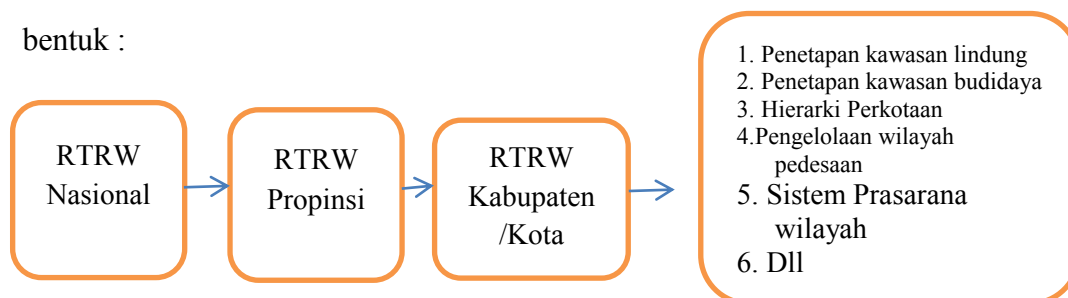 bentuk :
RTRW
Nasional
RTRW
Propinsi
RTRW
Kabupaten
/Kota
1. Penetapan kawasan lindung
2. Penetapan kawasan budidaya
3. Hierarki Perkotaan
4.Pengelolaan wilayah
pedesaan
5. Sistem Prasarana
wilayah
6. Dll